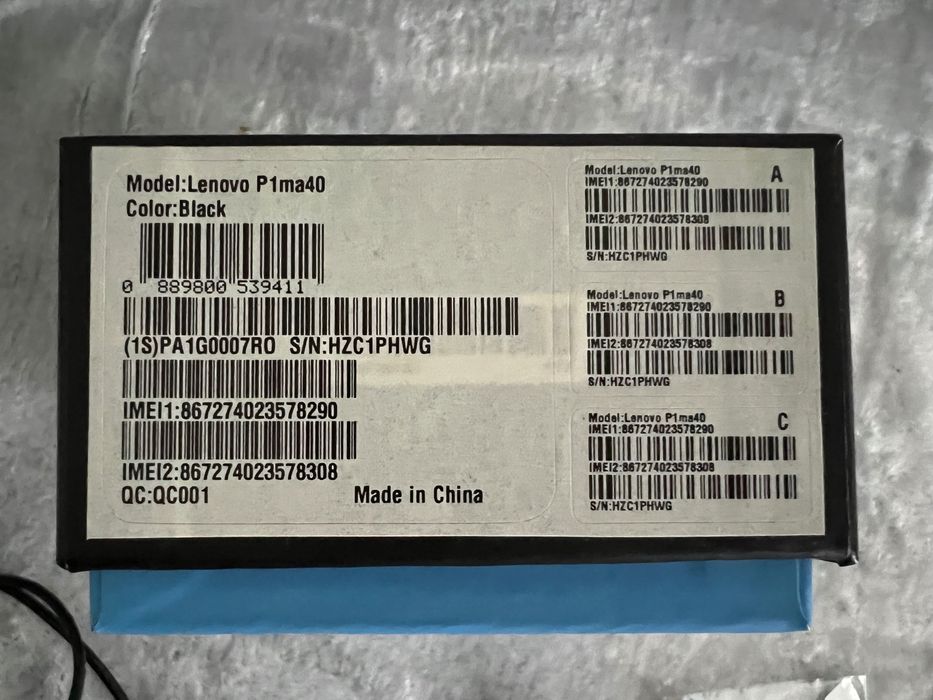 Model:Lenovo P1ma40
Color:Black
0 889800 539411
(1S)PA1G0007RO S/N:HZC1PHWG
IMEI1:867274023578290
IMEI2:867274023578308
QC:QC001 Made in China
Model:Lenovo P1ma40 A
IMEI1:867274023578290
IMEI2:867274023578308
S/N:HZC1PHWG
Model:Lenovo P1ma40 B
IMEI1:867274023578290
IMEI2:867274023578308
S/N:HZC1PHWG
Model:Lenovo P1ma40 C
IMEI1:867274023578290
IMEI2:867274023578308
S/N:HZC1PHWG